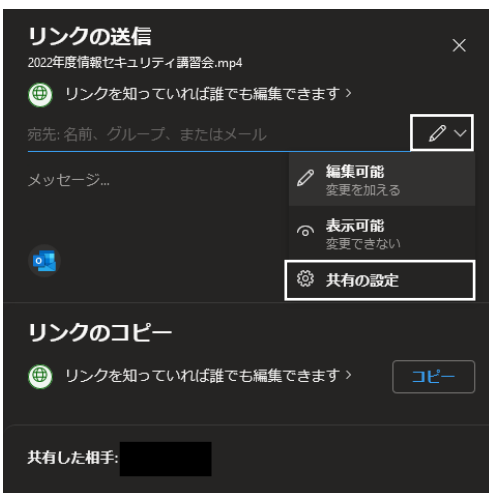 リンクの送信
2022年度情報セキュリティ講習会.mp4
リンクを知っていれば誰でも編集できます
宛先: 名前、グループ、またはメール
メッセージ...
編集可能
変更を加える
表示可能
変更できない
共有の設定
リンクのコピー
リンクを知っていれば誰でも編集できます
コピー
共有した相手: